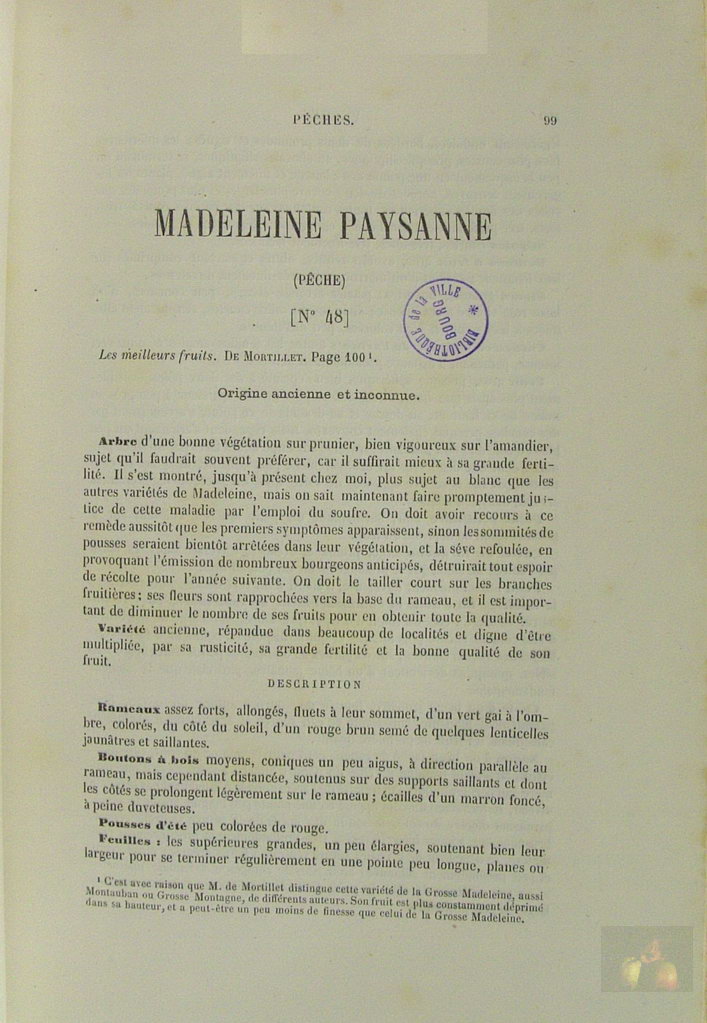 PÊCHES.
99
MADELEINE PAYSANNE
(PÊCHE)
[N° 48]
BIBLIOTHÈQUE VILLE BOURG
Les meilleurs fruits. DE MORTILLET. Page 100 ¹.
Origine ancienne et inconnue.
Arbre d'une bonne végétation sur prunier, bien vigoureux sur l'amandier,
sujet qu'il faudrait souvent préférer, car il suffirait mieux à sa grande ferti-
lité. Il s'est montré, jusqu'à présent chez moi, plus sujet au blanc que les
autres variétés de Madeleine, mais on sait maintenant faire promptement jus-
tice de cette maladie par l'emploi du soufre. On doit avoir recours à ce
remède aussitôt que les premiers symptômes apparaissent, sinon les sommités de
pousses seraient bientôt arrêtées dans leur végétation, et la séve refoulée, en
provoquant l'émission de nombreux bourgeons anticipés, détruirait tout espoir
de récolte pour l'année suivante. On doit le tailler court sur les branches
fruitières; ses fleurs sont rapprochées vers la base du rameau, et il est impor-
tant de diminuer le nombre de ses fruits pour en obtenir toute la qualité.
Variété ancienne, répandue dans beaucoup de localités et digne d'être
multipliée, par sa rusticité, sa grande fertilité et la bonne qualité de son
fruit.
DESCRIPTION
Rameaux assez forts, allongés, fluets à leur sommet, d'un vert gai à l'om-
bre, colorés, du côté du soleil, d'un rouge brun semé de quelques lenticelles
jaunâtres et saillantes.
Boutons à bois moyens, coniques un peu aigus, à direction parallèle au
rameau, mais cependant distancée, soutenus sur des supports saillants et dont
les côtés se prolongent légèrement sur le rameau; écailles d'un marron foncé,
à peine duveteuses.
Pousses d'été peu colorées de rouge.
Feuilles : les supérieures grandes, un peu élargies, soutenant bien leur
largeur pour se terminer régulièrement en une pointe peu longue, planes ou
¹ C'est avec raison que M. de Mortillet distingue cette variété de la Grosse Madeleine, aussi
Montauban ou Grosse Montagne, de différents auteurs. Son fruit est plus constamment déprimé
dans sa hauteur, et a peut-être un peu moins de finesse que celui de la Grosse Madeleine.